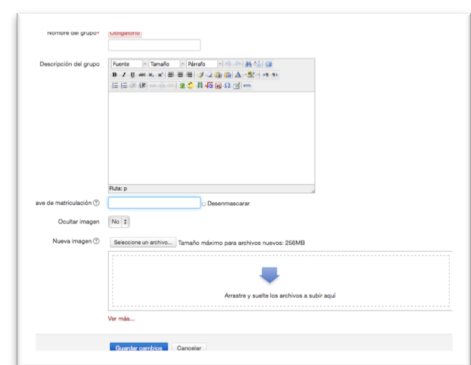 Nombre del grupo* Obligatorio
Descripción del grupo
Fuente Tamaño Párrafo
Ruta: p
ave de matriculación Desenmascarar
Ocultar imagen No
Nueva imagen Seleccione un archivo... Tamaño máximo para archivos nuevos: 256MB
Arrastre y suelte los archivos a subir aquí
Ver más...
Guardar cambios Cancelar